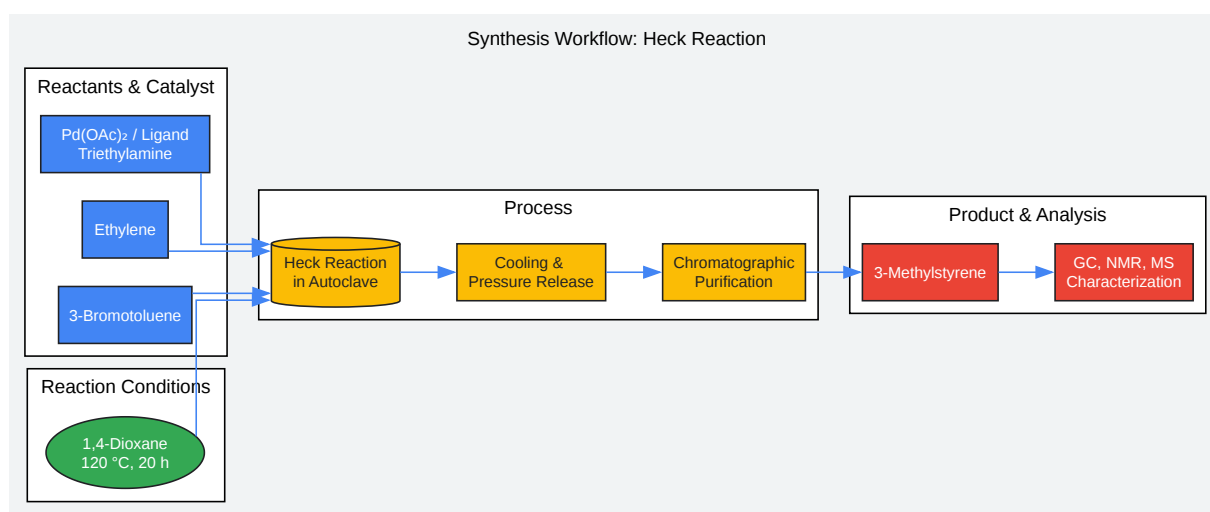 Synthesis Workflow: Heck Reaction
Reactants & Catalyst
Pd(OAc)₂ / Ligand
Triethylamine
Ethylene
3-Bromotoluene
Reaction Conditions
1,4-Dioxane
120 °C, 20 h
Process
Heck Reaction
in Autoclave
Cooling &
Pressure Release
Chromatographic
Purification
Product & Analysis
3-Methylstyrene
GC, NMR, MS
Characterization